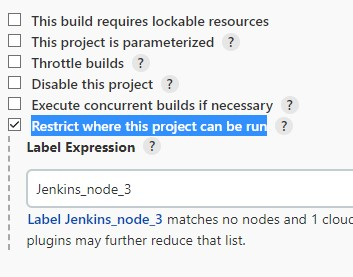 This build requires lockable resources
This project is parameterized ?
Throttle builds ?
Disable this project ?
Execute concurrent builds if necessary ?
Restrict where this project can be run ?
Label Expression ?
Jenkins_node_3
Label Jenkins_node_3 matches no nodes and 1 cloud
plugins may further reduce that list.